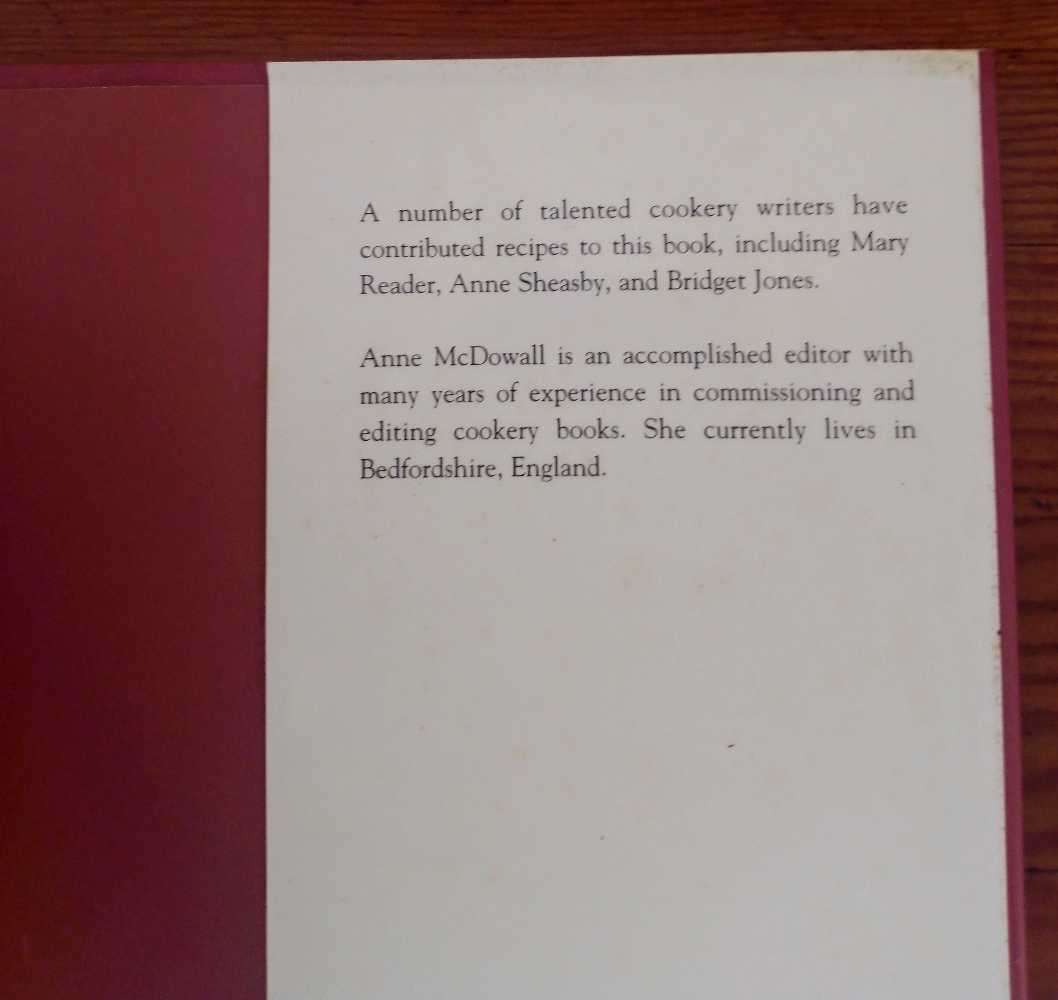 A number of talented cookery writers have
contributed recipes to this book, including Mary
Reader, Anne Sheasby, and Bridget Jones.
Anne McDowall is an accomplished editor with
many years of experience in commissioning and
editing cookery books. She currently lives in
Bedfordshire, England.